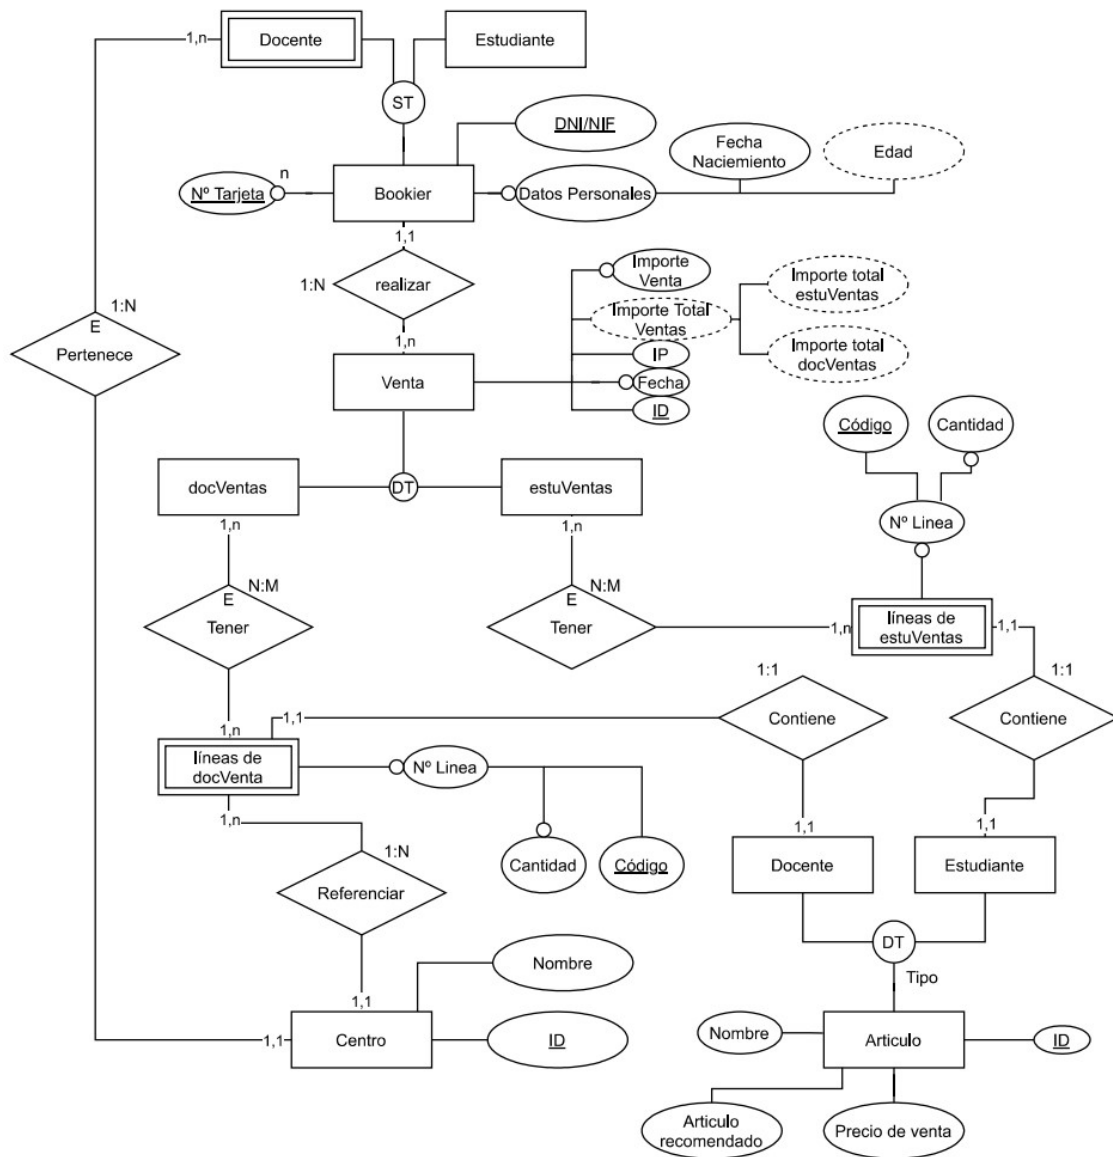 1,n
Docente
Estudiante
ST
DNI/NIF
Fecha
Naciemiento
Edad
n
Nº Tarjeta
Bookier
Datos Personales
1,1
1:N
realizar
Importe
Venta
Importe total
estuVentas
Importe Total
Ventas
1:N
E
Pertenece
1,n
IP
Importe total
docVentas
Venta
Fecha
ID
Código
Cantidad
docVentas
DT
estuVentas
Nº Linea
1,n
1,n
N:M
E
Tener
N:M
E
Tener
1,n
líneas de
estuVentas
1,1
1:1
Contiene
1:1
Contiene
1,1
1,n
líneas de
docVenta
Nº Linea
1,n
1:N
Referenciar
Cantidad
Código
1,1
1,1
Docente
Estudiante
DT
Tipo
Nombre
1,1
1,1
Centro
ID
Nombre
Articulo
ID
Articulo
recomendado
Precio de venta